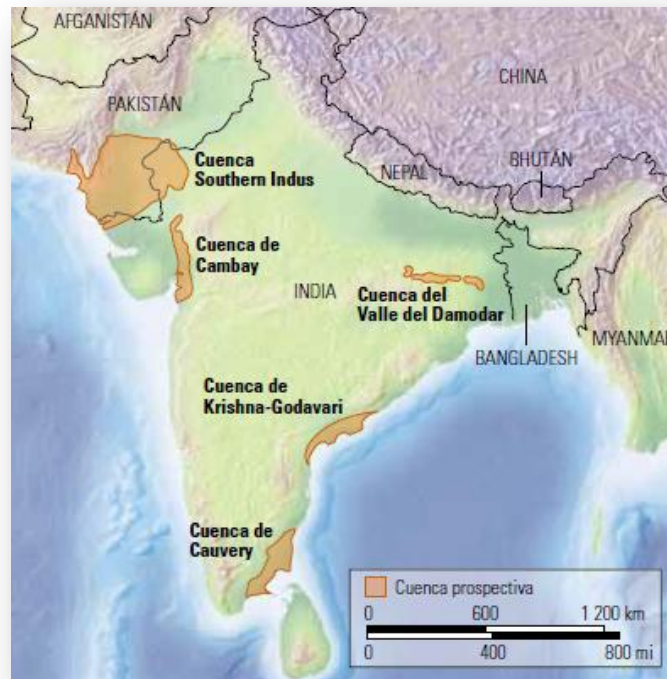 AFGANISTÁN
CHINA
PAKISTÁN
Cuenca
Southern Indus
NEPAL
BHUTÁN
Cuenca de
Cambay
INDIA
Cuenca del
Valle del Damodar
MYANMAR
BANGLADESH
Cuenca de
Krishna-Godavari
Cuenca de
Cauvery
Cuenca prospectiva
0 600 1 200 km
0 400 800 mi